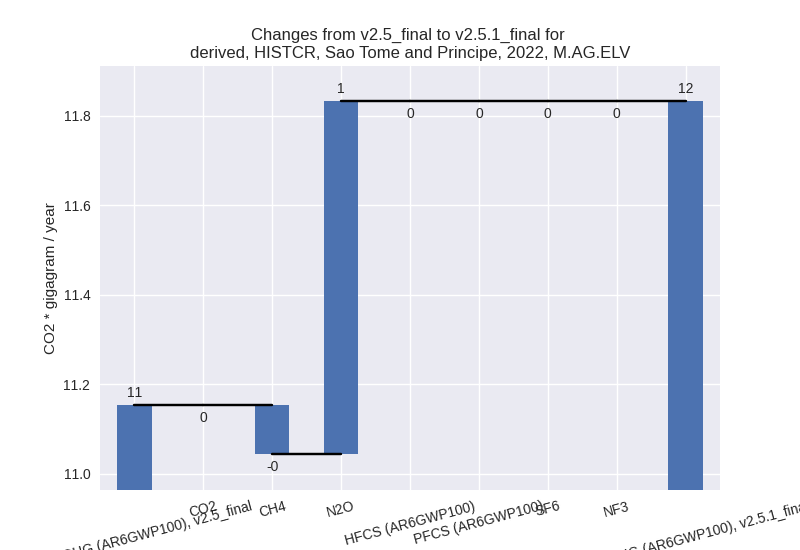 Changes from v2.5_final to v2.5.1_final for
derived, HISTCR, Sao Tome and Principe, 2022, M.AG.ELV
CO2 * gigagram / year
11.8
11.6
11.4
11.2
11.0
11
0
-0
1
0
0
0
0
12
(AR6GWP100), v2.5_final
CO2
CH4
N2O
HFCS (AR6GWP100)
PFCS (AR6GWP100)
SF6
NF3
(AR6GWP100),